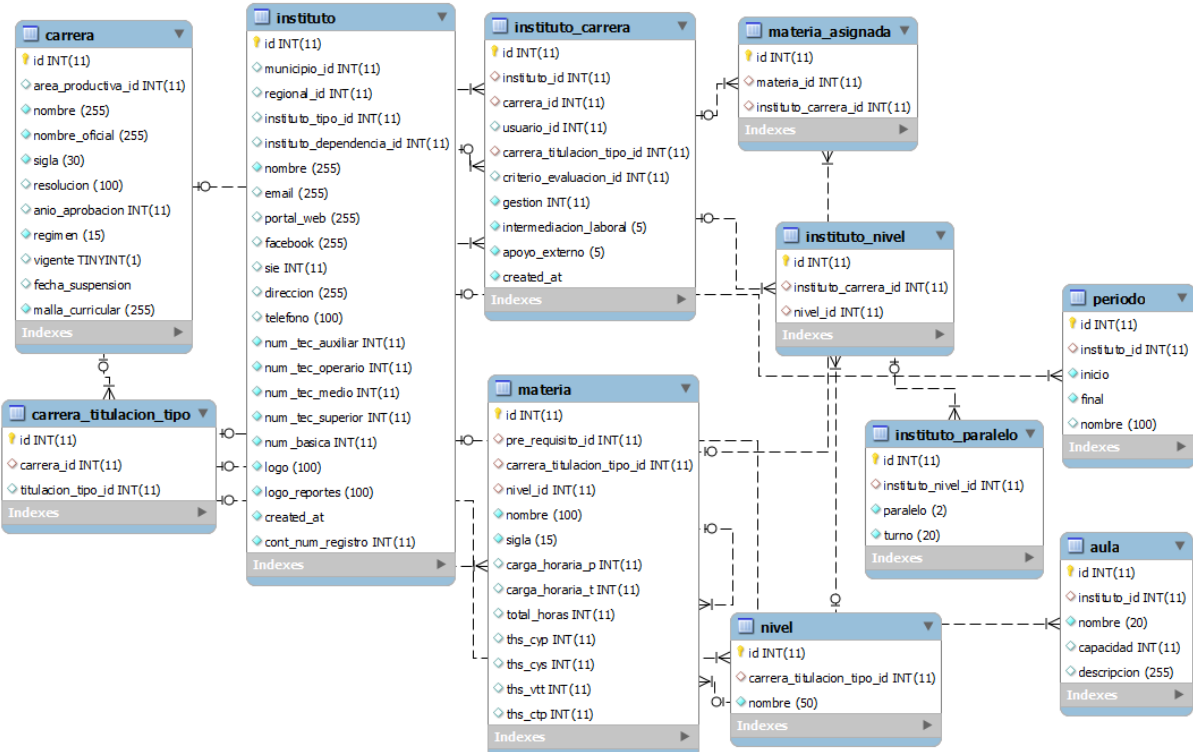 carrera
id INT(11)
area_productiva_id INT(11)
nombre (255)
nombre_oficial (255)
sigla (30)
resolucion (100)
anio_aprobacion INT(11)
regimen (15)
vigente TINYINT(1)
fecha_suspension
malla_curricular (255)
Indexes
carrera_titulacion_tipo
id INT(11)
carrera_id INT(11)
titulacion_tipo_id INT(11)
Indexes
instituto
id INT(11)
municipio_id INT(11)
regional_id INT(11)
instituto_tipo_id INT(11)
instituto_dependencia_id INT(11)
nombre (255)
email (255)
portal_web (255)
facebook (255)
sie INT(11)
direccion (255)
telefono (100)
num_tec_auxiliar INT(11)
num_tec_operario INT(11)
num_tec_medio INT(11)
num_tec_superior INT(11)
num_basica INT(11)
logo (100)
logo_reportes (100)
created_at
cont_num_registro INT(11)
Indexes
instituto_carrera
id INT(11)
instituto_id INT(11)
carrera_id INT(11)
usuario_id INT(11)
carrera_titulacion_tipo_id INT(11)
criterio_evaluacion_id INT(11)
gestion INT(11)
intermediacion_laboral (5)
apoyo_externo (5)
created_at
Indexes
materia
id INT(11)
pre_requisito_id INT(11)
carrera_titulacion_tipo_id INT(11)
nivel_id INT(11)
nombre (100)
sigla (15)
carga_horaria_p INT(11)
carga_horaria_t INT(11)
total_horas INT(11)
ths_cyp INT(11)
ths_cys INT(11)
ths_vtt INT(11)
ths_ctp INT(11)
Indexes
materia_asignada
id INT(11)
materia_id INT(11)
instituto_carrera_id INT(11)
Indexes
instituto_nivel
id INT(11)
instituto_carrera_id INT(11)
nivel_id INT(11)
Indexes
instituto_paralelo
id INT(11)
instituto_nivel_id INT(11)
paralelo (2)
turno (20)
Indexes
nivel
id INT(11)
carrera_titulacion_tipo_id INT(11)
nombre (50)
Indexes
periodo
id INT(11)
instituto_id INT(11)
inicio
final
nombre (100)
Indexes
aula
id INT(11)
instituto_id INT(11)
nombre (20)
capacidad INT(11)
descripcion (255)
Indexes